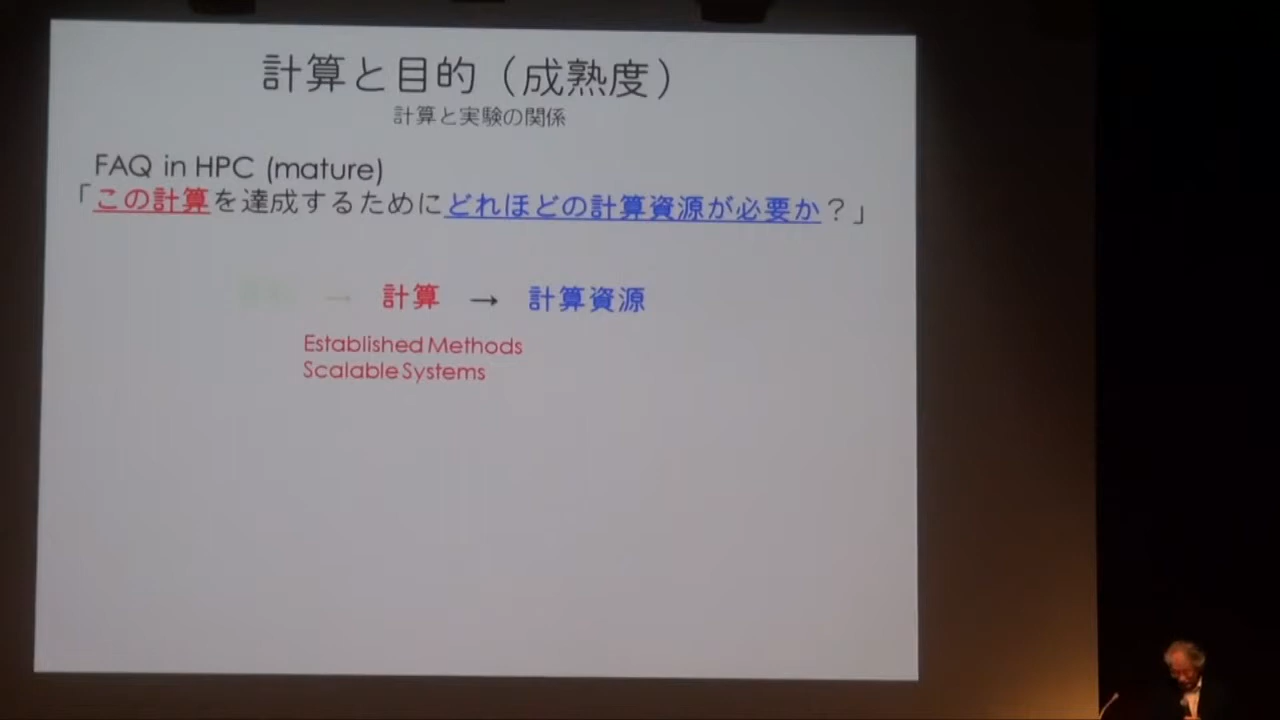 計算と目的（成熟度）
計算と実験の関係
FAQ in HPC (mature)
「この計算を達成するためにどれほどの計算資源が必要か？」
→ 計算 → 計算資源
Established Methods
Scalable Systems